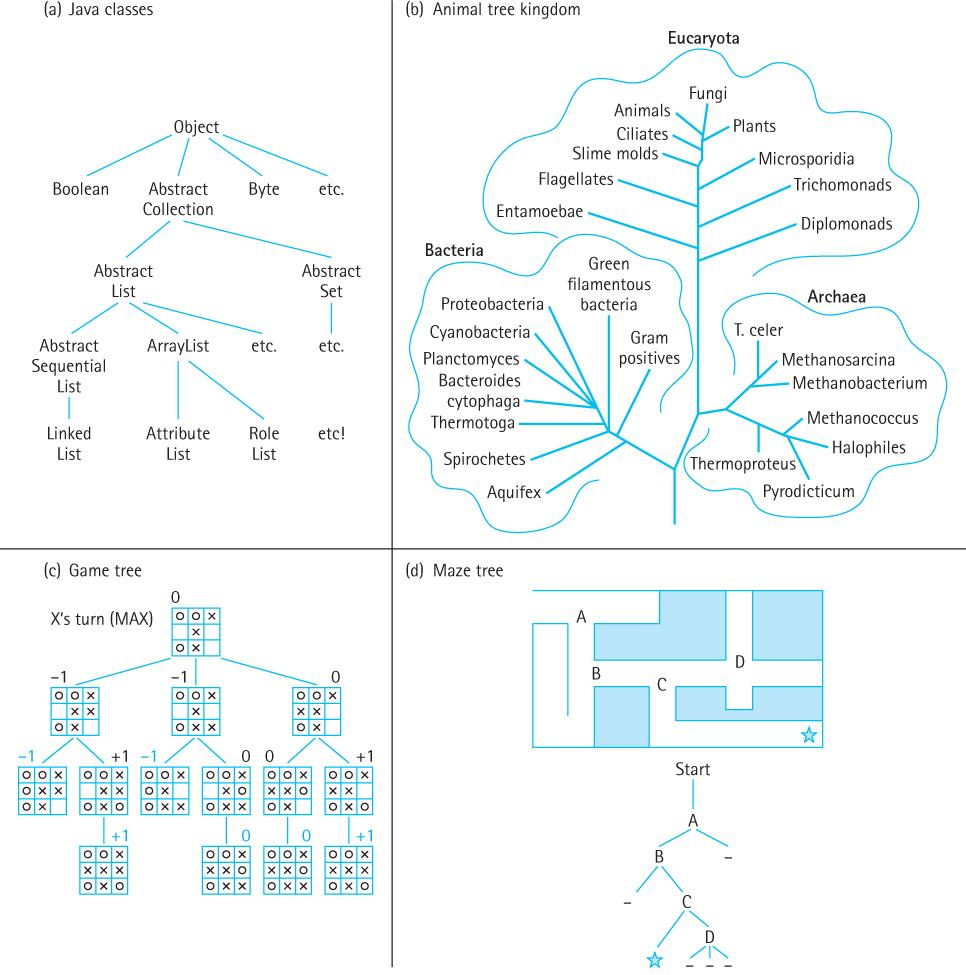 (a) Java classes
Object
Boolean
Abstract
Collection
Byte
etc.
Abstract
List
Abstract
Set
Abstract
Sequential
List
ArrayList
etc.
etc.
Linked
List
Attribute
List
Role
List
etc!
(b) Animal tree kingdom
Eucaryota
Fungi
Animals
Plants
Ciliates
Slime molds
Microsporidia
Flagellates
Trichomonads
Entamoebae
Diplomonads
Bacteria
Green
filamentous
bacteria
Proteobacteria
Cyanobacteria
Gram
positives
Planctomyces
Bacteroides
cytophaga
Thermotoga
Spirochetes
Aquifex
Archaea
T. celer
Methanosarcina
Methanobacterium
Methanococcus
Halophiles
Thermoproteus
Pyrodicticum
(c) Game tree
0
X's turn (MAX)
O O X
X
O X
–1 –1 0
O O X O O X O O X
X X X X X
O X O X X O X X
–1 +1 –1 0 0 +1
O O X O O X O O X O O X O O X O O X
O X X X X O X X O X X O X X O
O X O X O O X X O X X O X O X X
+1 0 0 +1
O O X O O X O O X O O X
X X X X X O X X O X X X
O X O O X X O X X O X O
(d) Maze tree
A
B
C
D
Start
A
B –
– C
D
– – –